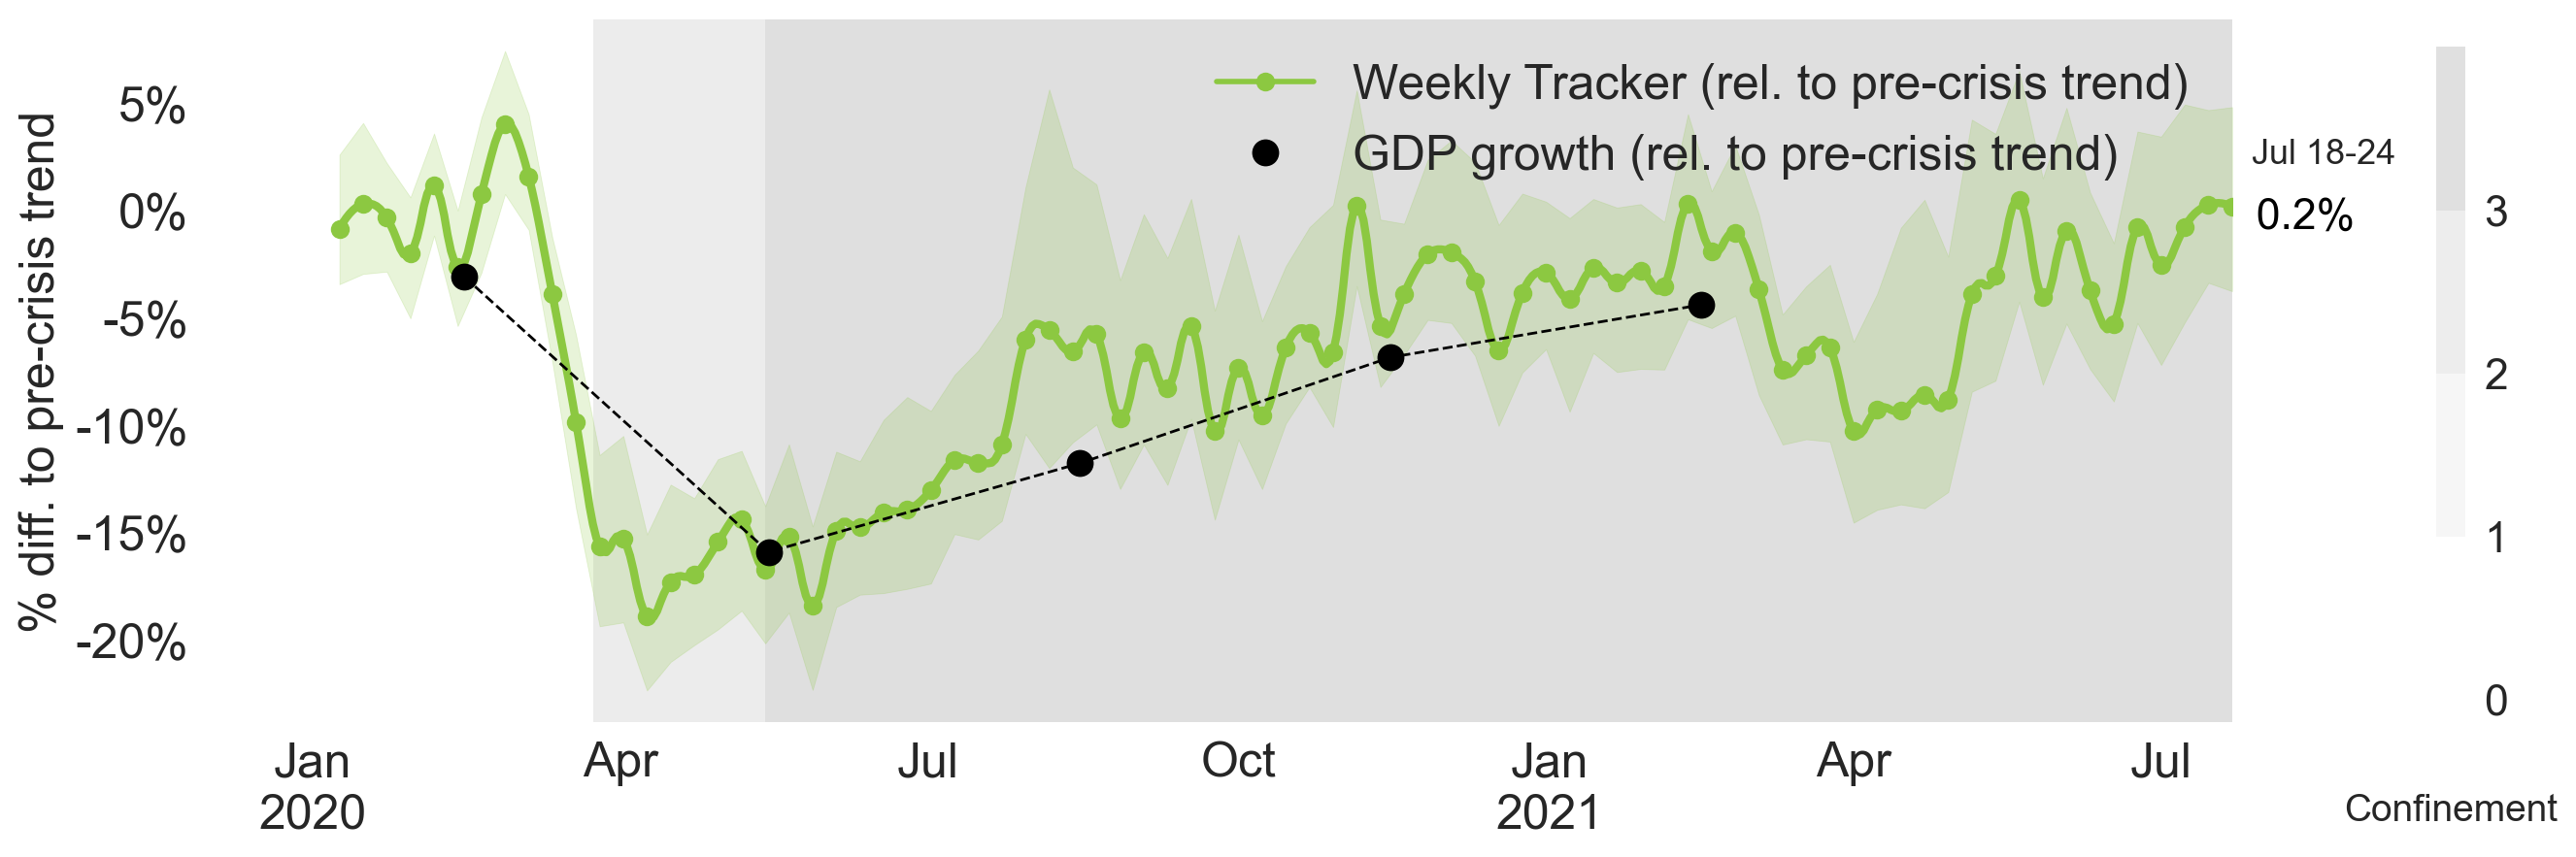 % diff. to pre-crisis trend
5%
0%
-5%
-10%
-15%
-20%
Weekly Tracker (rel. to pre-crisis trend)
GDP growth (rel. to pre-crisis trend)
Jul 18-24
0.2%
3
2
1
0
Jan Apr Jul Oct Jan Apr Jul
2020 2021
Confinement